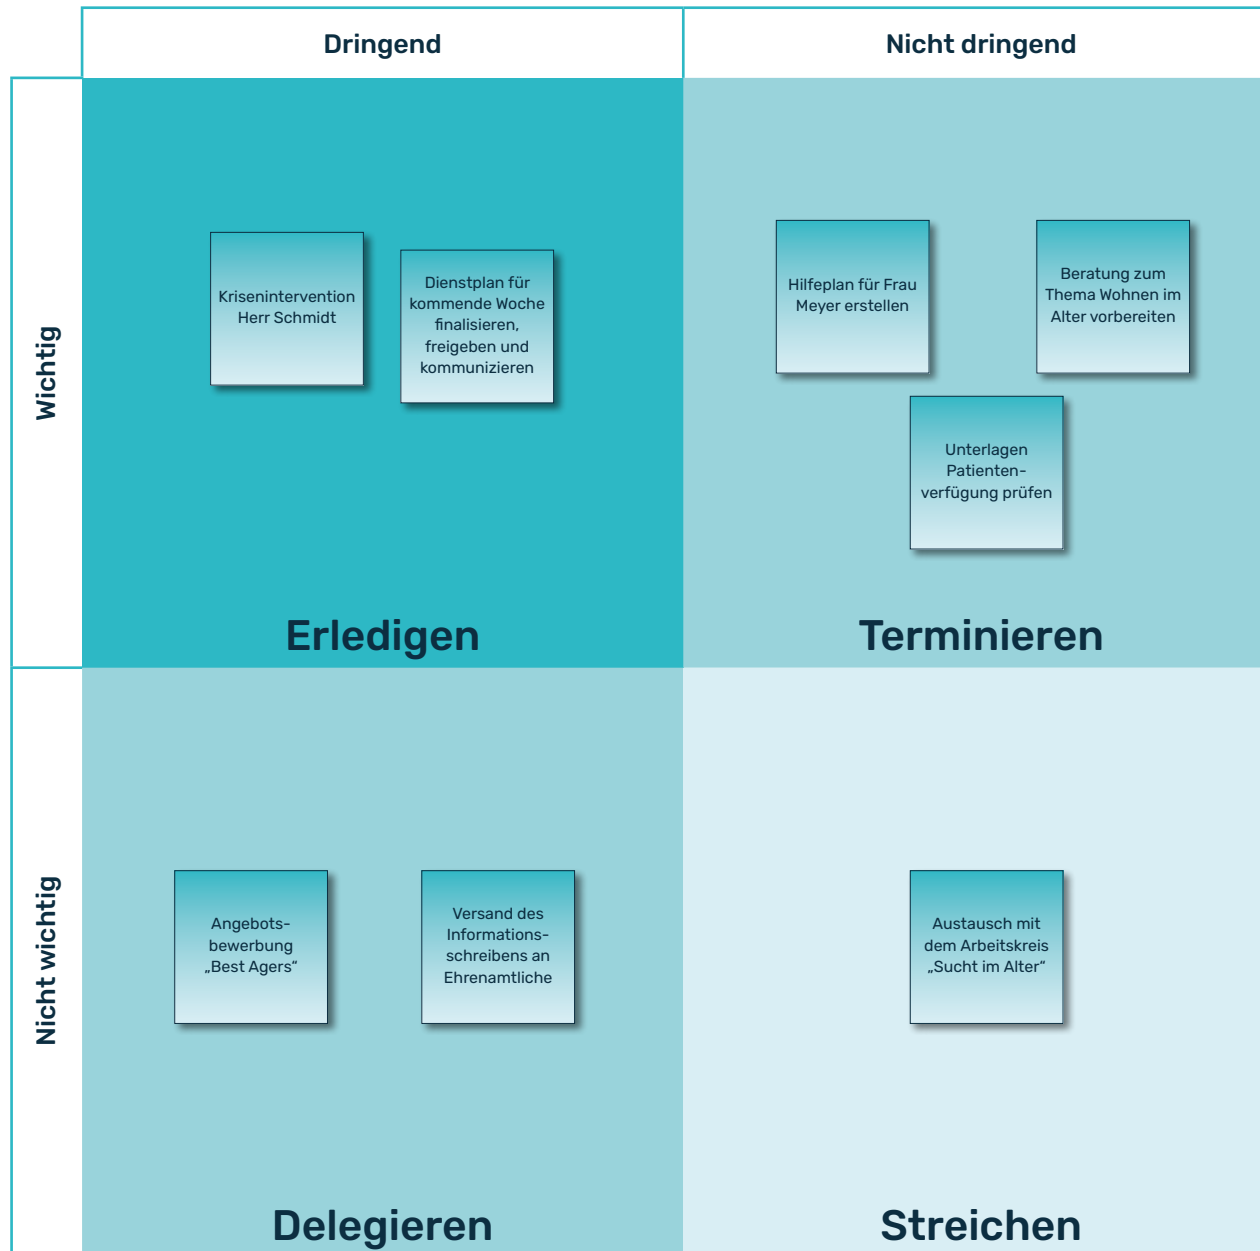 Dringend
Nicht dringend
Wichtig
Krisenintervention
Herr Schmidt
Dienstplan für
kommende Woche
finalisieren,
freigeben und
kommunizieren
Erledigen
Hilfeplan für Frau
Meyer erstellen
Beratung zum
Thema Wohnen im
Alter vorbereiten
Unterlagen
Patienten-
verfügung prüfen
Terminieren
Nicht wichtig
Angebots-
bewerbung
„Best Agers“
Versand des
Informations-
schreibens an
Ehrenamtliche
Delegieren
Austausch mit
dem Arbeitskreis
„Sucht im Alter“
Streichen